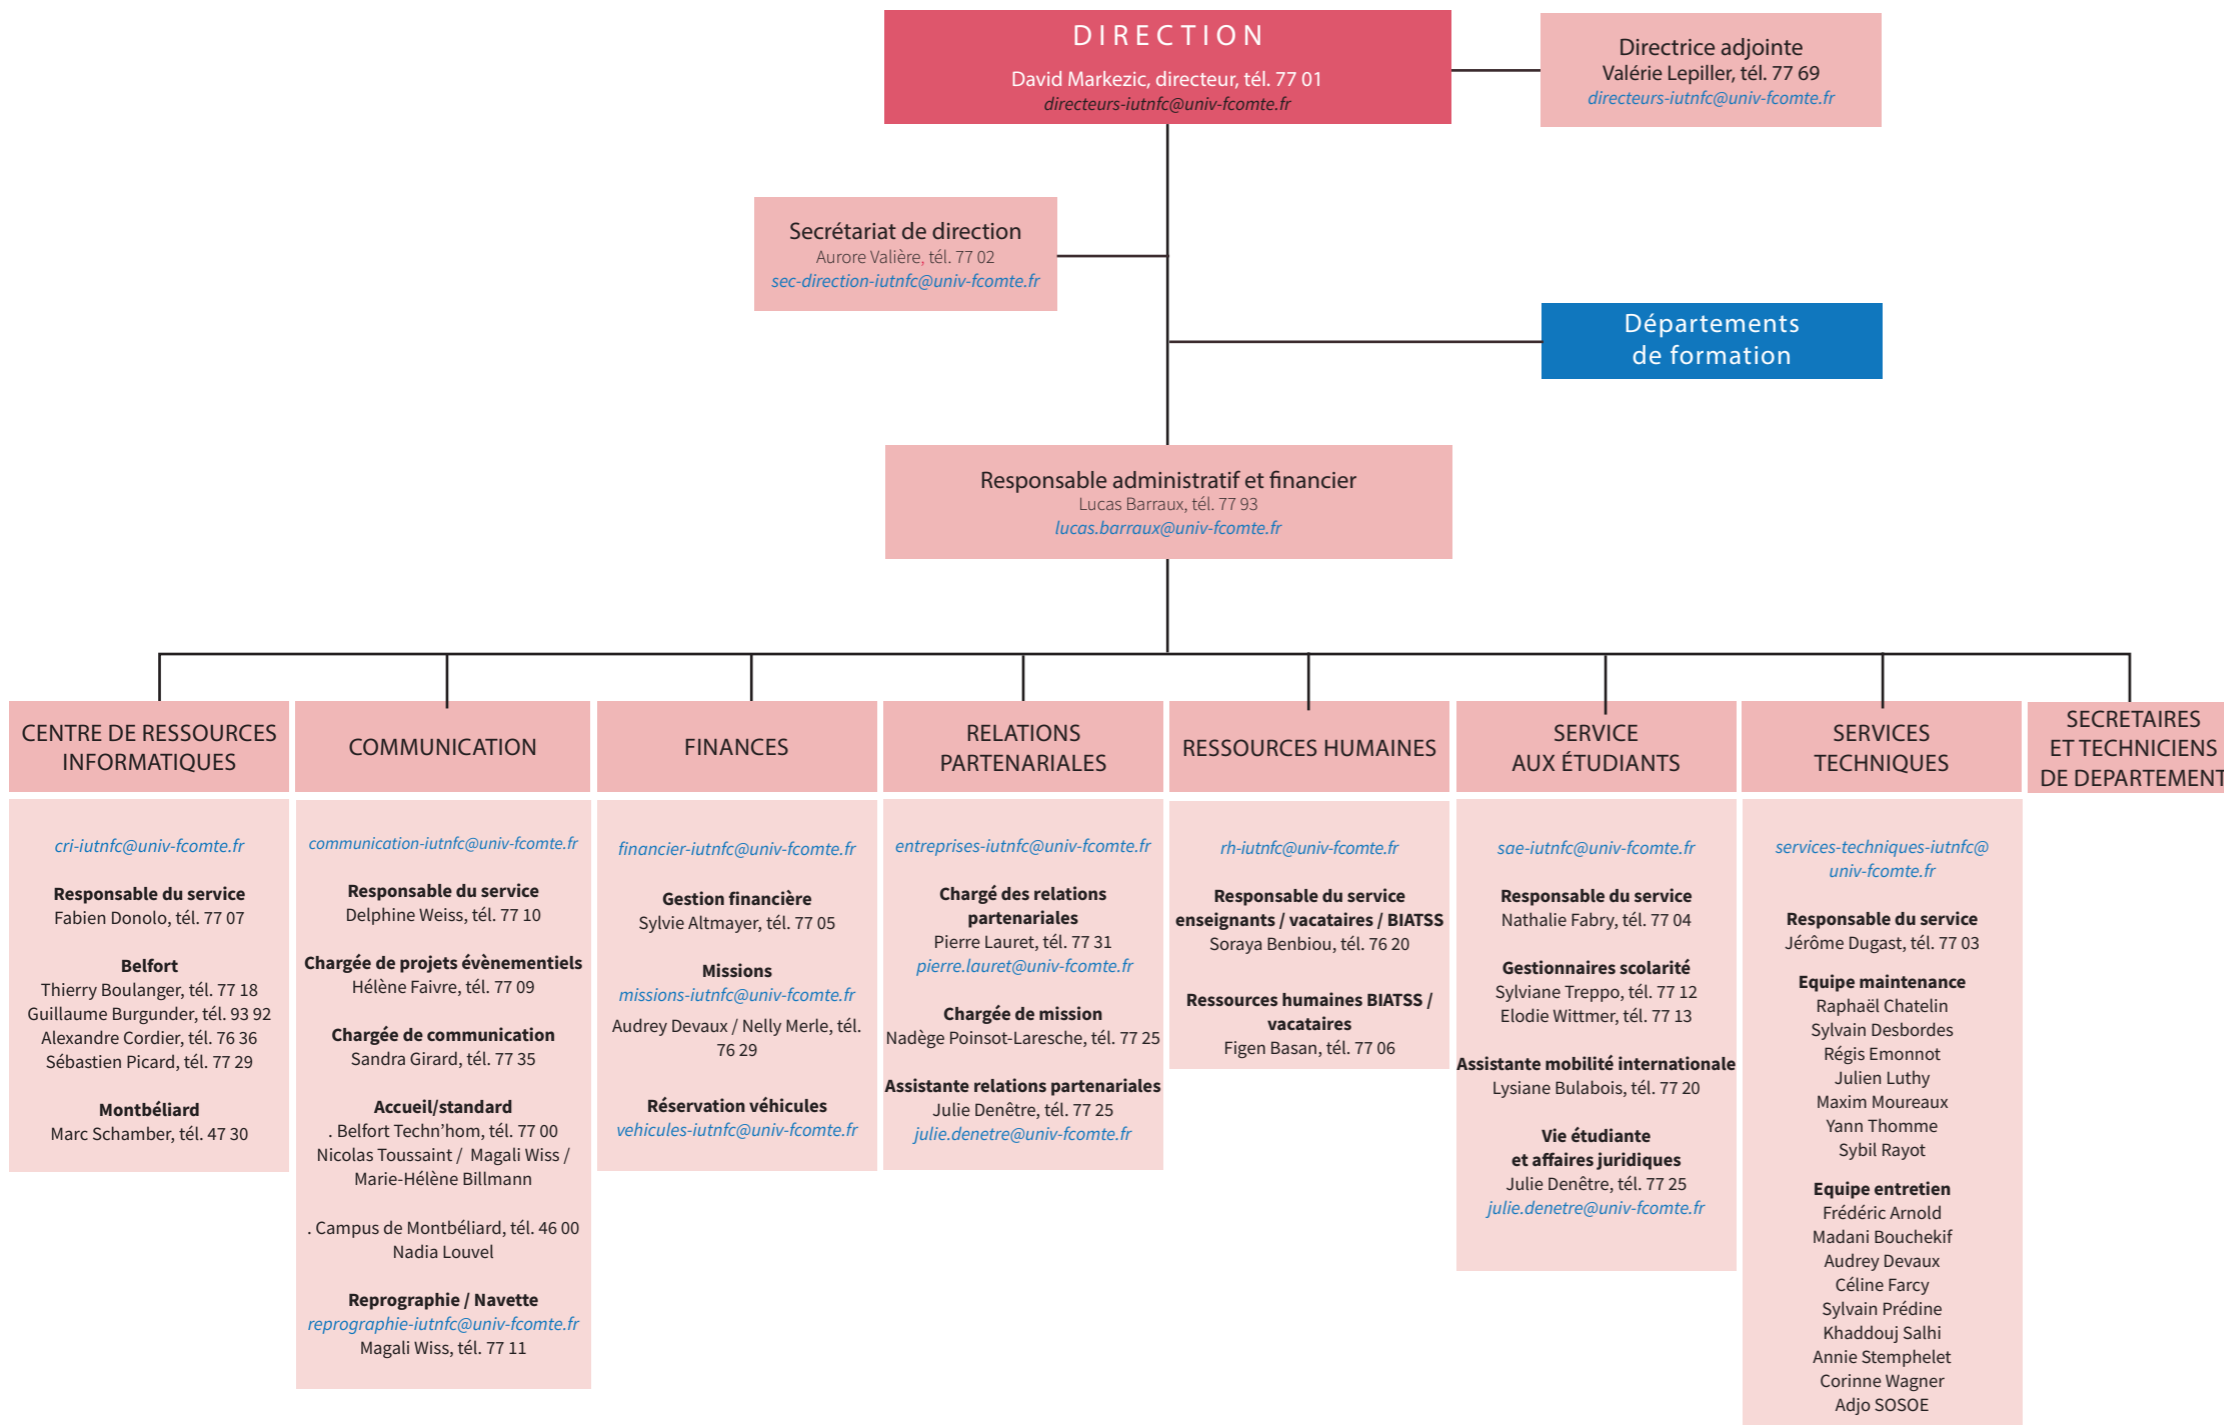 DIRECTION
David Markezic, directeur, tél. 77 01
directeurs-iutnfc@univ-fcomte.fr
Directrice adjointe
Valérie Lepiller, tél. 77 69
directeurs-iutnfc@univ-fcomte.fr
Secrétariat de direction
Aurore Valière, tél. 77 02
sec-direction-iutnfc@univ-fcomte.fr
Départements
de formation
Responsable administratif et financier
Lucas Barraux, tél. 77 93
lucas.barraux@univ-fcomte.fr
CENTRE DE RESSOURCES
INFORMATIQUES
cri-iutnfc@univ-fcomte.fr
Responsable du service
Fabien Donolo, tél. 77 07
Belfort
Thierry Boulanger, tél. 77 18
Guillaume Burgunder, tél. 93 92
Alexandre Cordier, tél. 76 36
Sébastien Picard, tél. 77 29
Montbéliard
Marc Schamber, tél. 47 30
COMMUNICATION
communication-iutnfc@univ-fcomte.fr
Responsable du service
Delphine Weiss, tél. 77 10
Chargée de projets évènementiels
Hélène Faivre, tél. 77 09
Chargée de communication
Sandra Girard, tél. 77 35
Accueil/standard
. Belfort Techn'hom, tél. 77 00
Nicolas Toussaint / Magali Wiss /
Marie-Hélène Billmann
. Campus de Montbéliard, tél. 46 00
Nadia Louvel
Reprographie / Navette
reprographie-iutnfc@univ-fcomte.fr
Magali Wiss, tél. 77 11
FINANCES
financier-iutnfc@univ-fcomte.fr
Gestion financière
Sylvie Altmayer, tél. 77 05
Missions
missions-iutnfc@univ-fcomte.fr
Audrey Devaux / Nelly Merle, tél.
76 29
Réservation véhicules
vehicules-iutnfc@univ-fcomte.fr
RELATIONS
PARTENARIALES
entreprises-iutnfc@univ-fcomte.fr
Chargé des relations
partenariales
Pierre Lauret, tél. 77 31
pierre.lauret@univ-fcomte.fr
Chargée de mission
Nadège Poinsot-Laresche, tél. 77 25
Assistante relations partenariales
Julie Denêtre, tél. 77 25
julie.denetre@univ-fcomte.fr
RESSOURCES HUMAINES
rh-iutnfc@univ-fcomte.fr
Responsable du service
enseignants / vacataires / BIATSS
Soraya Benbiou, tél. 76 20
Ressources humaines BIATSS /
vacataires
Figen Basan, tél. 77 06
SERVICE
AUX ÉTUDIANTS
sae-iutnfc@univ-fcomte.fr
Responsable du service
Nathalie Fabry, tél. 77 04
Gestionnaires scolarité
Sylviane Treppo, tél. 77 12
Elodie Wittmer, tél. 77 13
Assistante mobilité internationale
Lysiane Bulabois, tél. 77 20
Vie étudiante
et affaires juridiques
Julie Denêtre, tél. 77 25
julie.denetre@univ-fcomte.fr
SERVICES
TECHNIQUES
services-techniques-iutnfc@
univ-fcomte.fr
Responsable du service
Jérôme Dugast, tél. 77 03
Equipe maintenance
Raphaël Chatelin
Sylvain Desbordes
Régis Emonnot
Julien Luthy
Maxim Moureaux
Yann Thomme
Sybil Rayot
Equipe entretien
Frédéric Arnold
Madani Bouchekif
Audrey Devaux
Céline Farcy
Sylvain Prédine
Khaddouj Salhi
Annie Stemphelet
Corinne Wagner
Adjo SOSOE
SECRETAIRES
ET TECHNICIENS
DE DEPARTEMENT